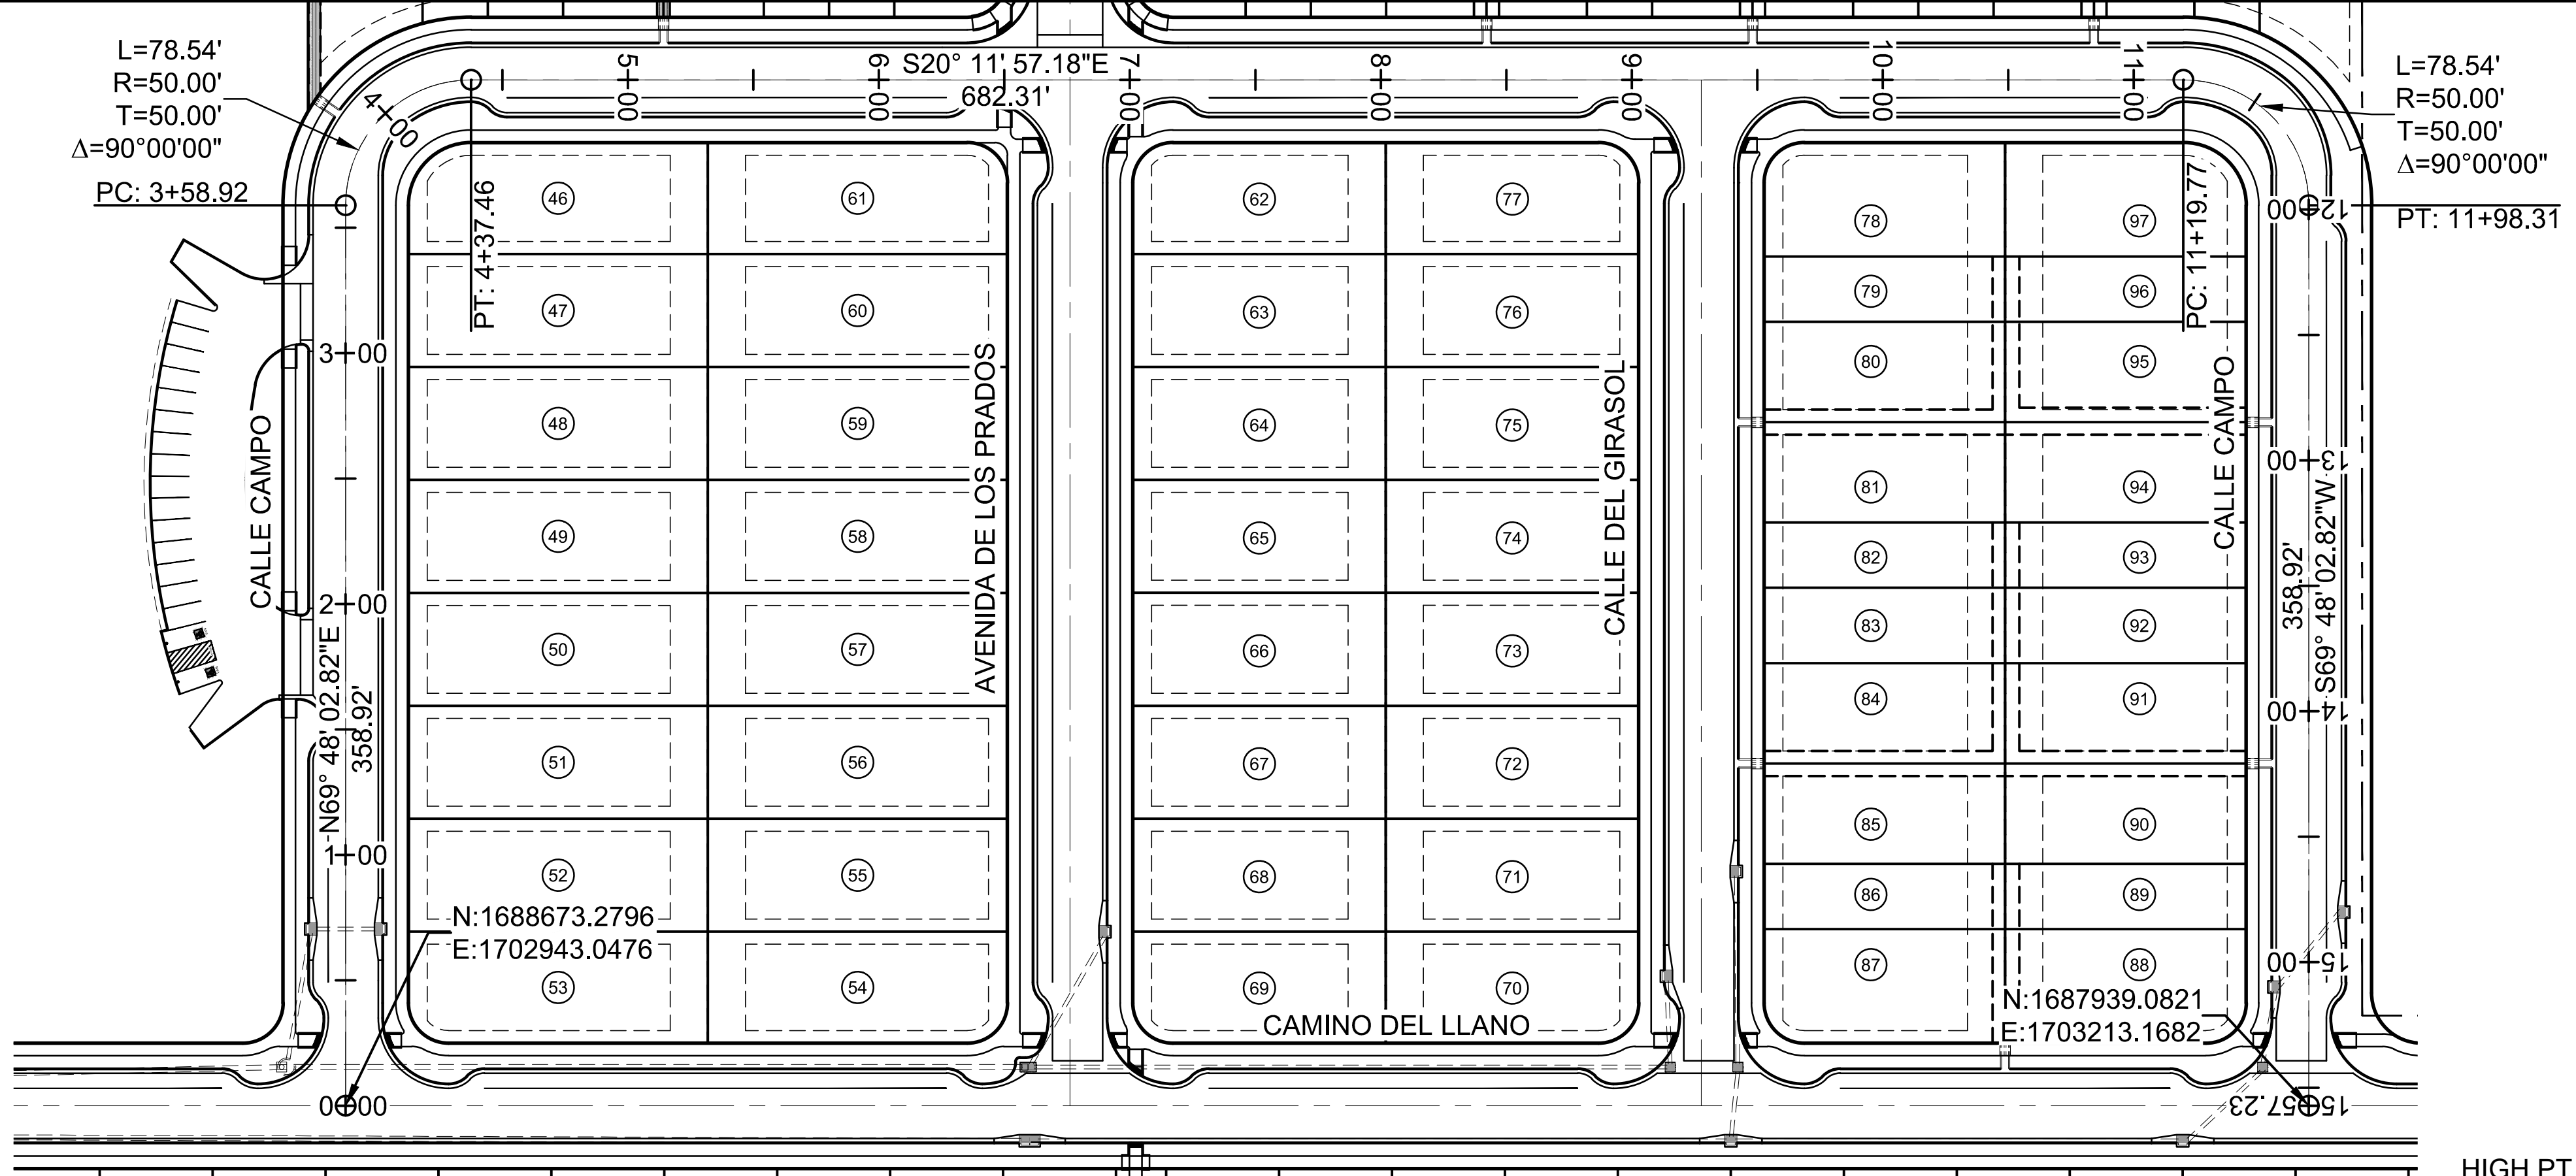 L=78.54'
R=50.00'
T=50.00'
Δ=90°00'00"
PC: 3+58.92
PT: 4+37.46
4+00
5+00
6+00
S20° 11' 57.18"E
682.31'
7+00
8+00
9+00
10+00
11+00
L=78.54'
R=50.00'
T=50.00'
Δ=90°00'00"
PC: 11+19.77
PT: 11+98.31
12+00
13+00
14+00
15+00
15+57.23
S69° 48' 02.82"W
358.92'
3+00
2+00
1+00
0+00
N69° 48' 02.82"E
358.92'
CALLE CAMPO
AVENIDA DE LOS PRADOS
CALLE DEL GIRASOL
CALLE CAMPO
CAMINO DEL LLANO
46
61
62
77
78
97
47
60
63
76
79
96
48
59
64
75
80
95
49
58
65
74
81
94
50
57
66
73
82
93
83
92
51
56
67
72
84
91
52
55
68
71
85
90
86
89
53
54
69
70
87
88
N:1688673.2796
E:1702943.0476
N:1687939.0821
E:1703213.1682
HIGH PT